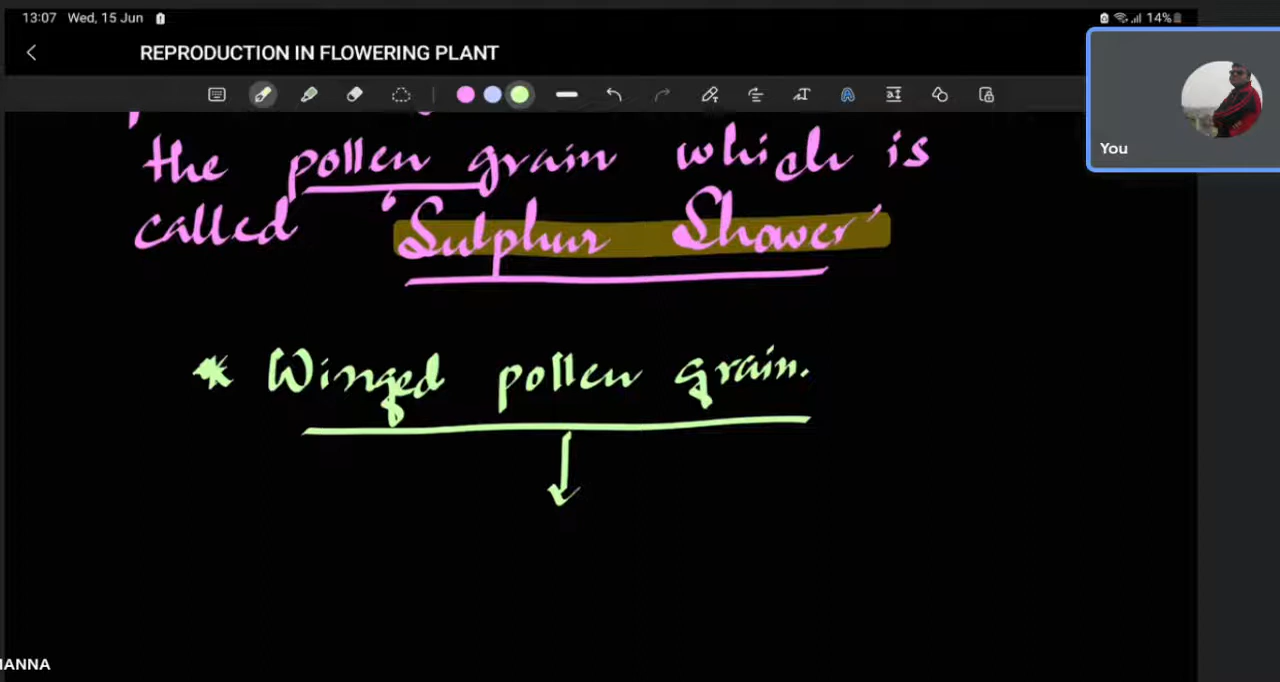 13:07 Wed, 15 Jun
14%
REPRODUCTION IN FLOWERING PLANT
the pollen grain which is
called 'Sulphur Shower'
You
* Winged pollen grain.
IANNA